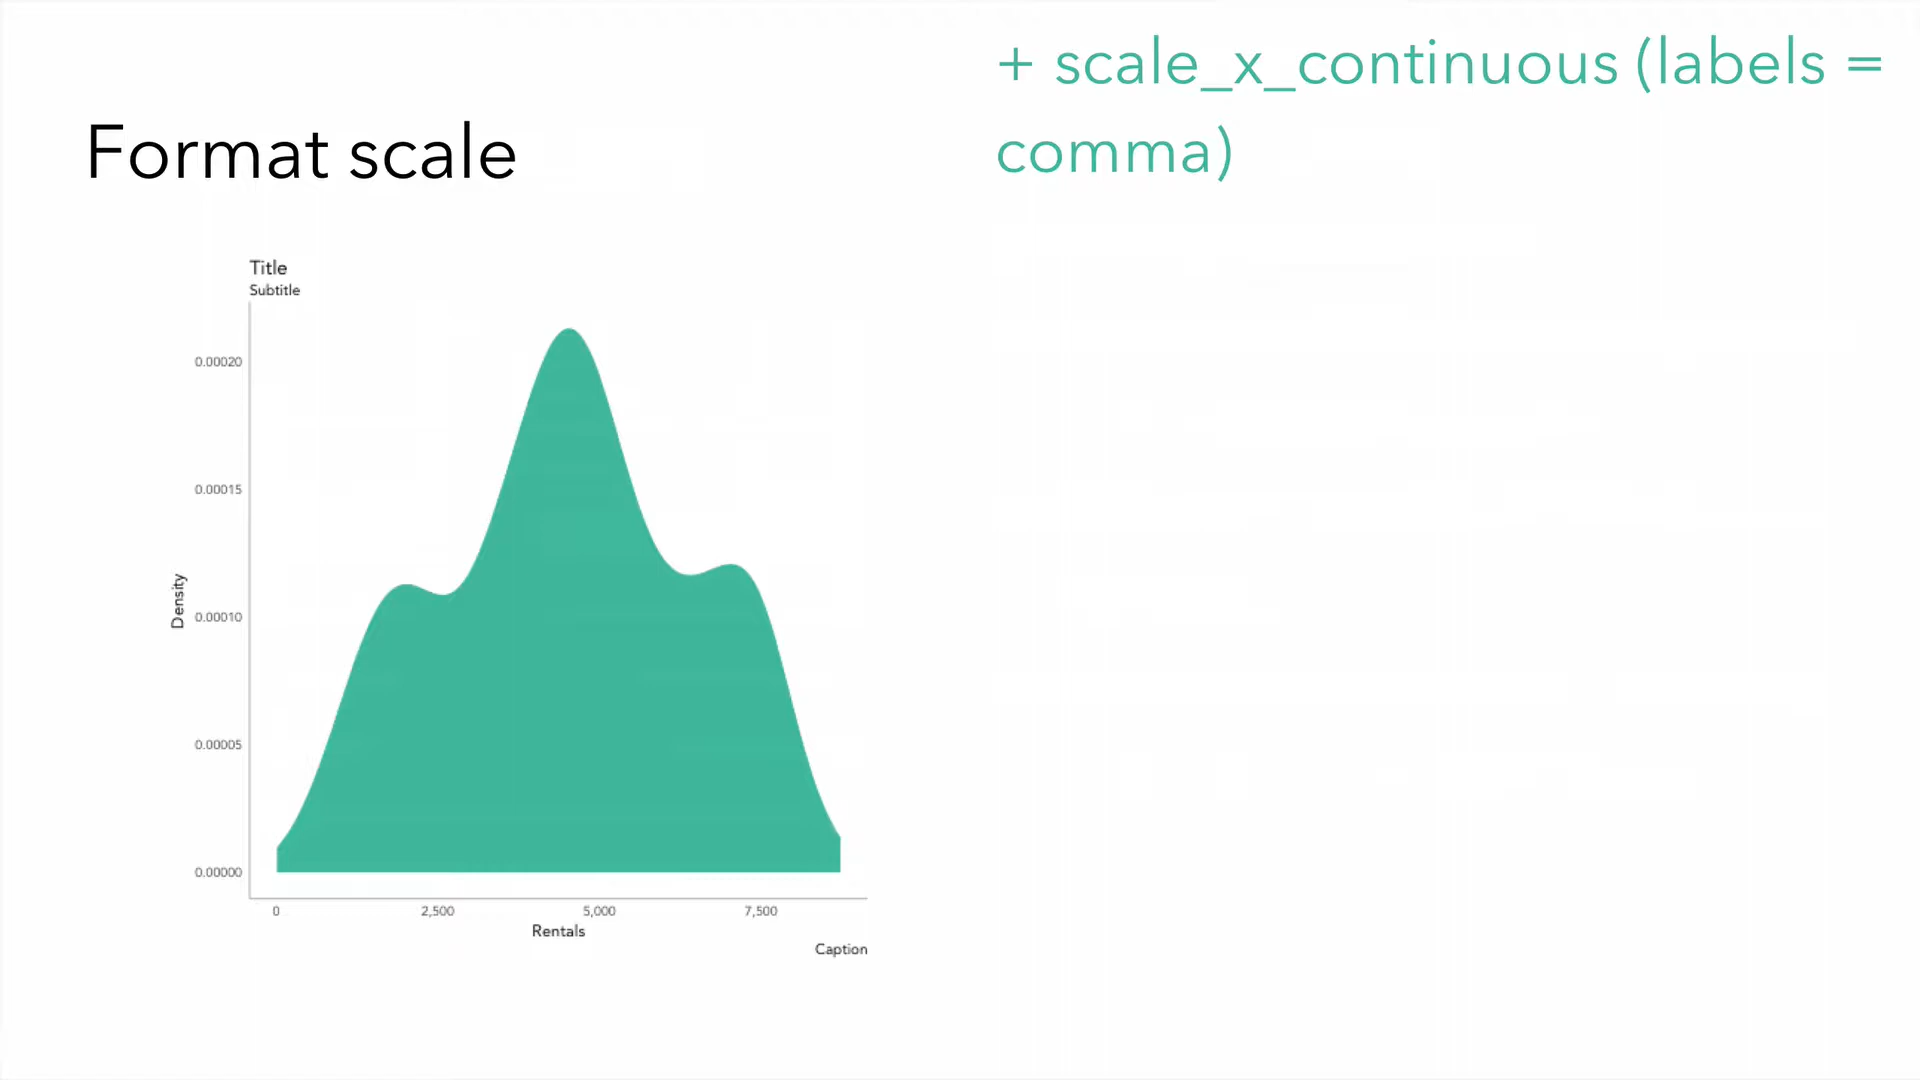 + scale_x_continuous (labels =
comma)
Format scale
Title
Subtitle
0.00020
0.00015
0.00010
0.00005
0.00000
Density
0 2,500 5,000 7,500
Rentals
Caption